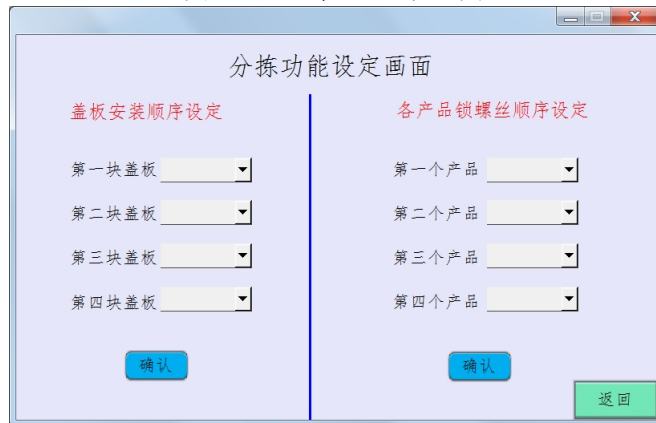 分拣功能设定画面
盖板安装顺序设定
第一块盖板
第二块盖板
第三块盖板
第四块盖板
确认
各产品锁螺丝顺序设定
第一个产品
第二个产品
第三个产品
第四个产品
确认
返回